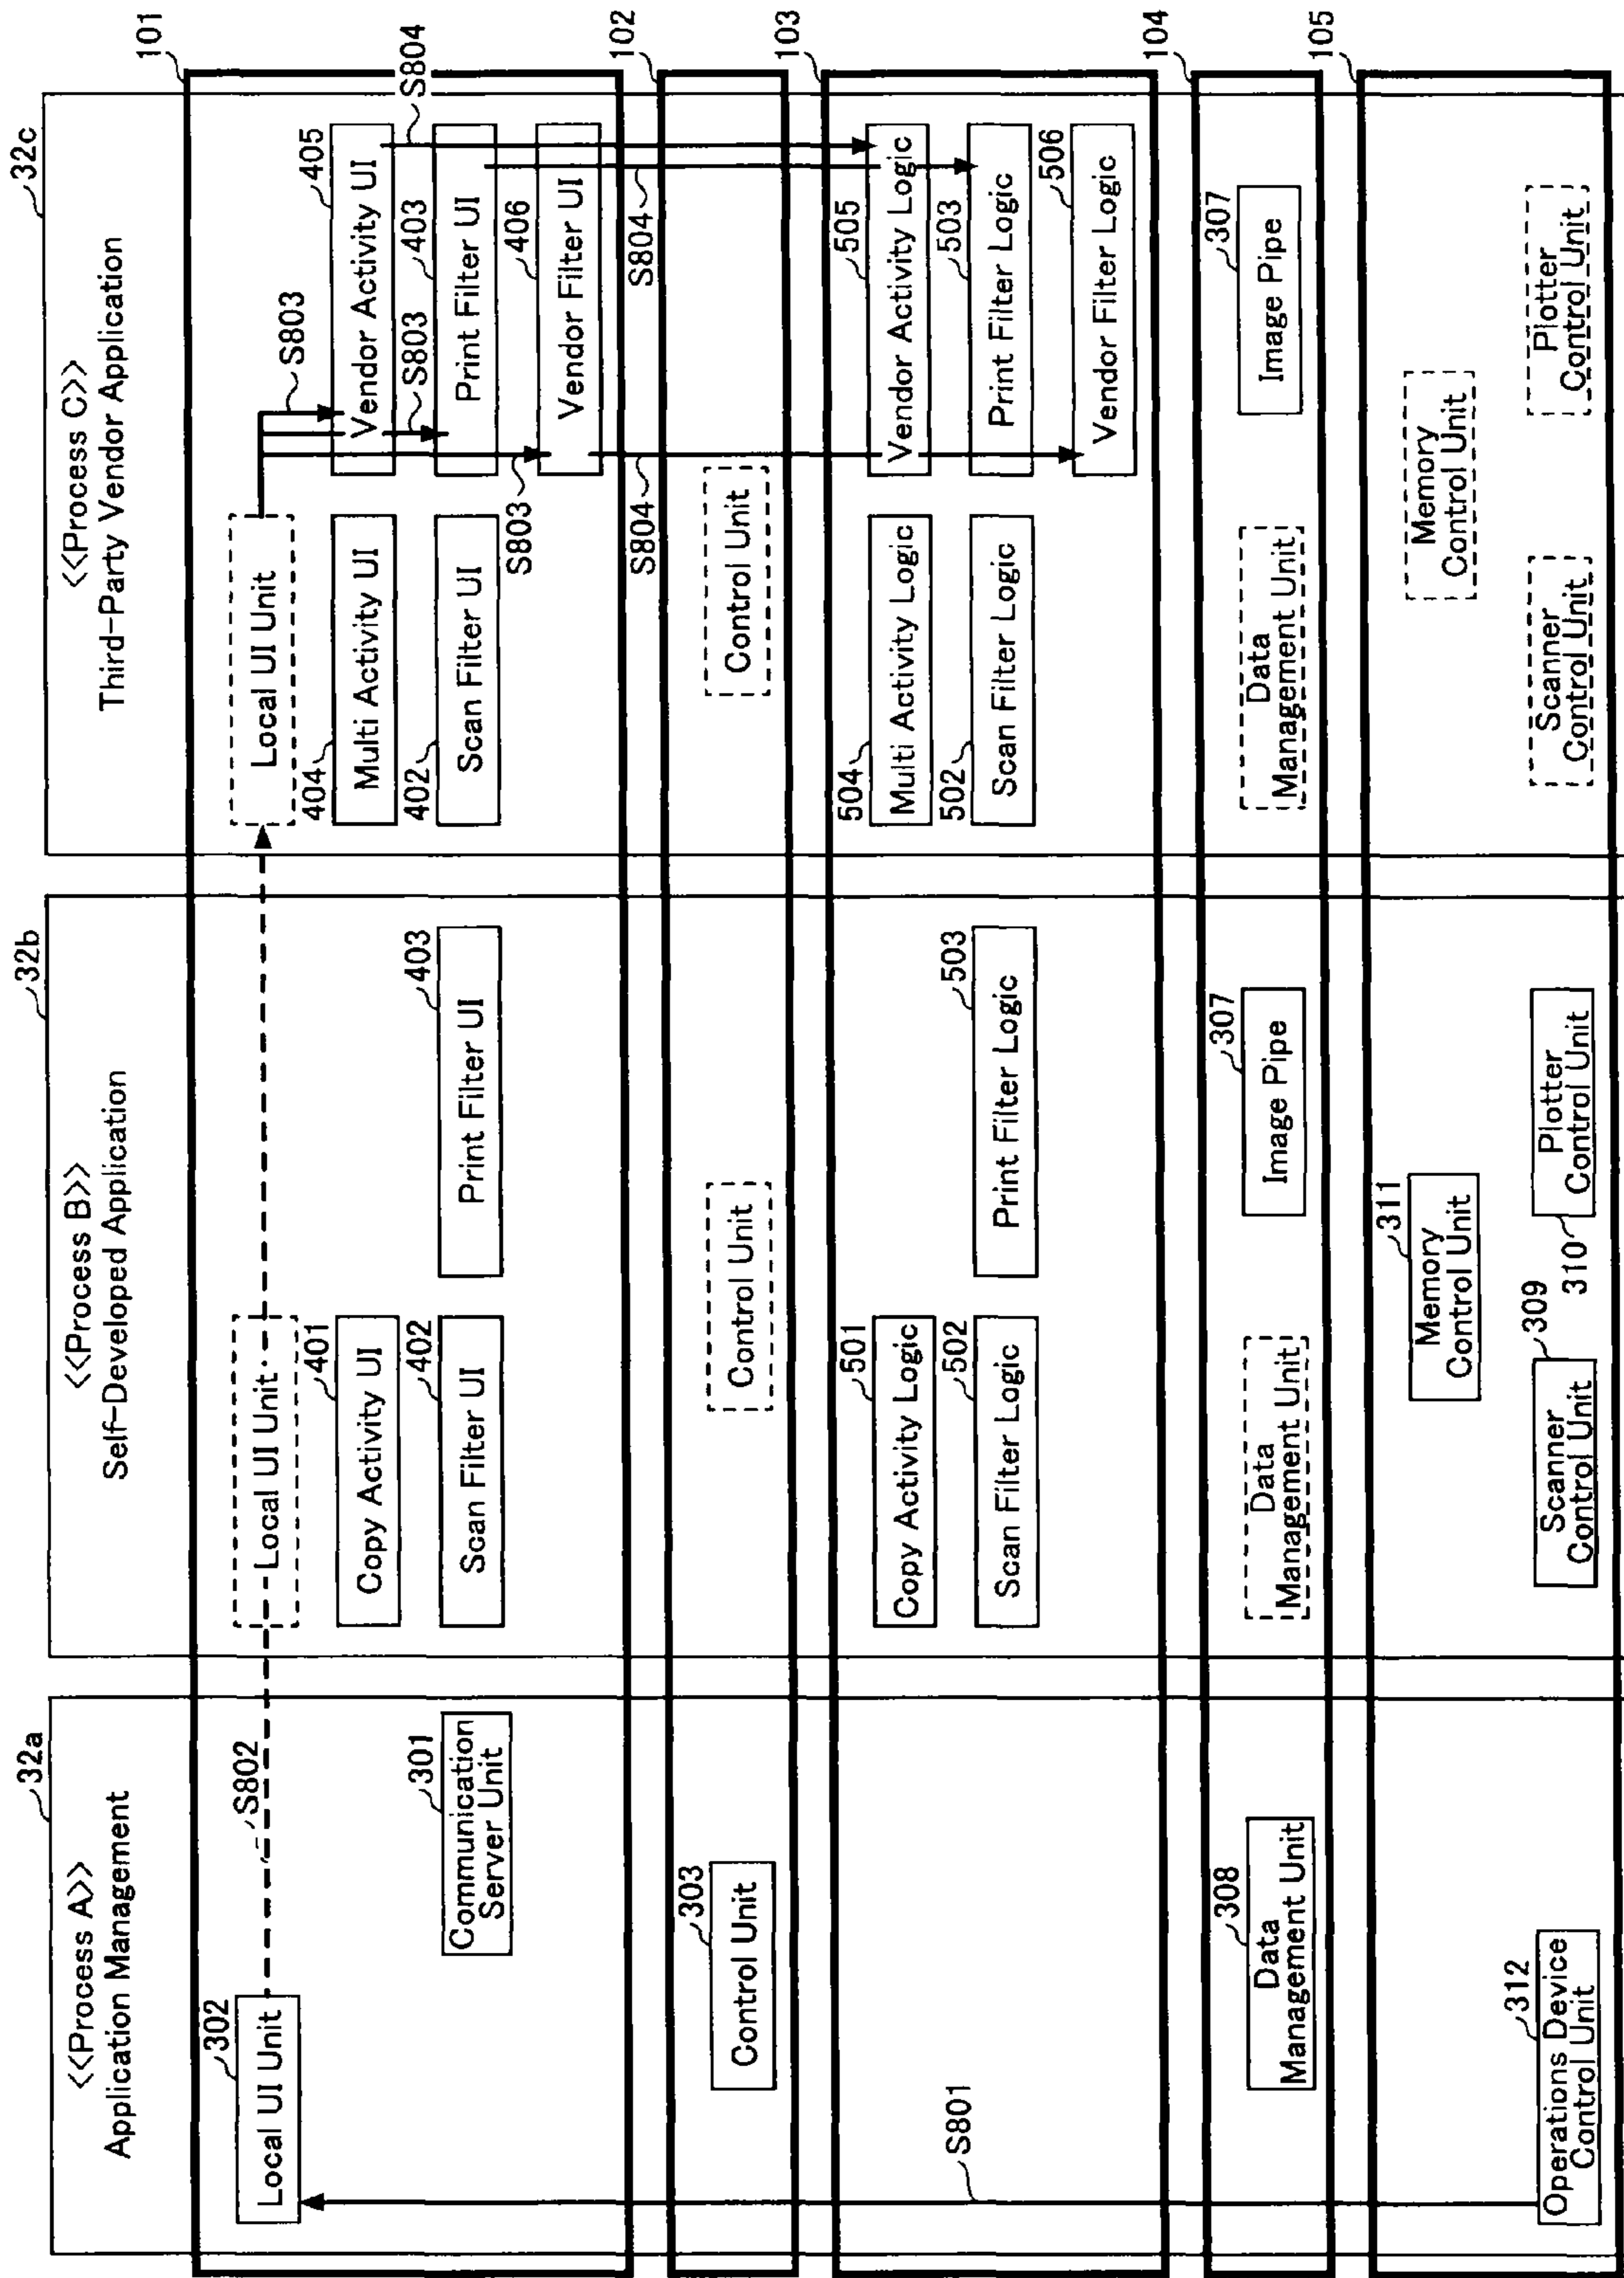 32a
<<Process A>>
Application Management
32b
<<Process B>>
Self-Developed Application
32c
<<Process C>>
Third-Party Vendor Application
101
302
Local UI Unit
S802
Local UI Unit
Local UI Unit
S803
301
Communication
Server Unit
401
Copy Activity UI
402
Scan Filter UI
403
Print Filter UI
404
Multi Activity UI
402
Scan Filter UI
405
Vendor Activity UI
S803
403
Print Filter UI
406
Vendor Filter UI
S803
S804
102
303
Control Unit
Control Unit
Control Unit
S804
S804
103
S801
501
Copy Activity Logic
502
Scan Filter Logic
503
Print Filter Logic
504
Multi Activity Logic
502
Scan Filter Logic
505
Vendor Activity Logic
503
Print Filter Logic
506
Vendor Filter Logic
104
308
Data
Management Unit
Data
Management Unit
307
Image Pipe
Data
Management Unit
307
Image Pipe
105
312
Operations Device
Control Unit
311
Memory
Control Unit
309
Scanner
Control Unit
310
Plotter
Control Unit
Memory
Control Unit
Scanner
Control Unit
Plotter
Control Unit